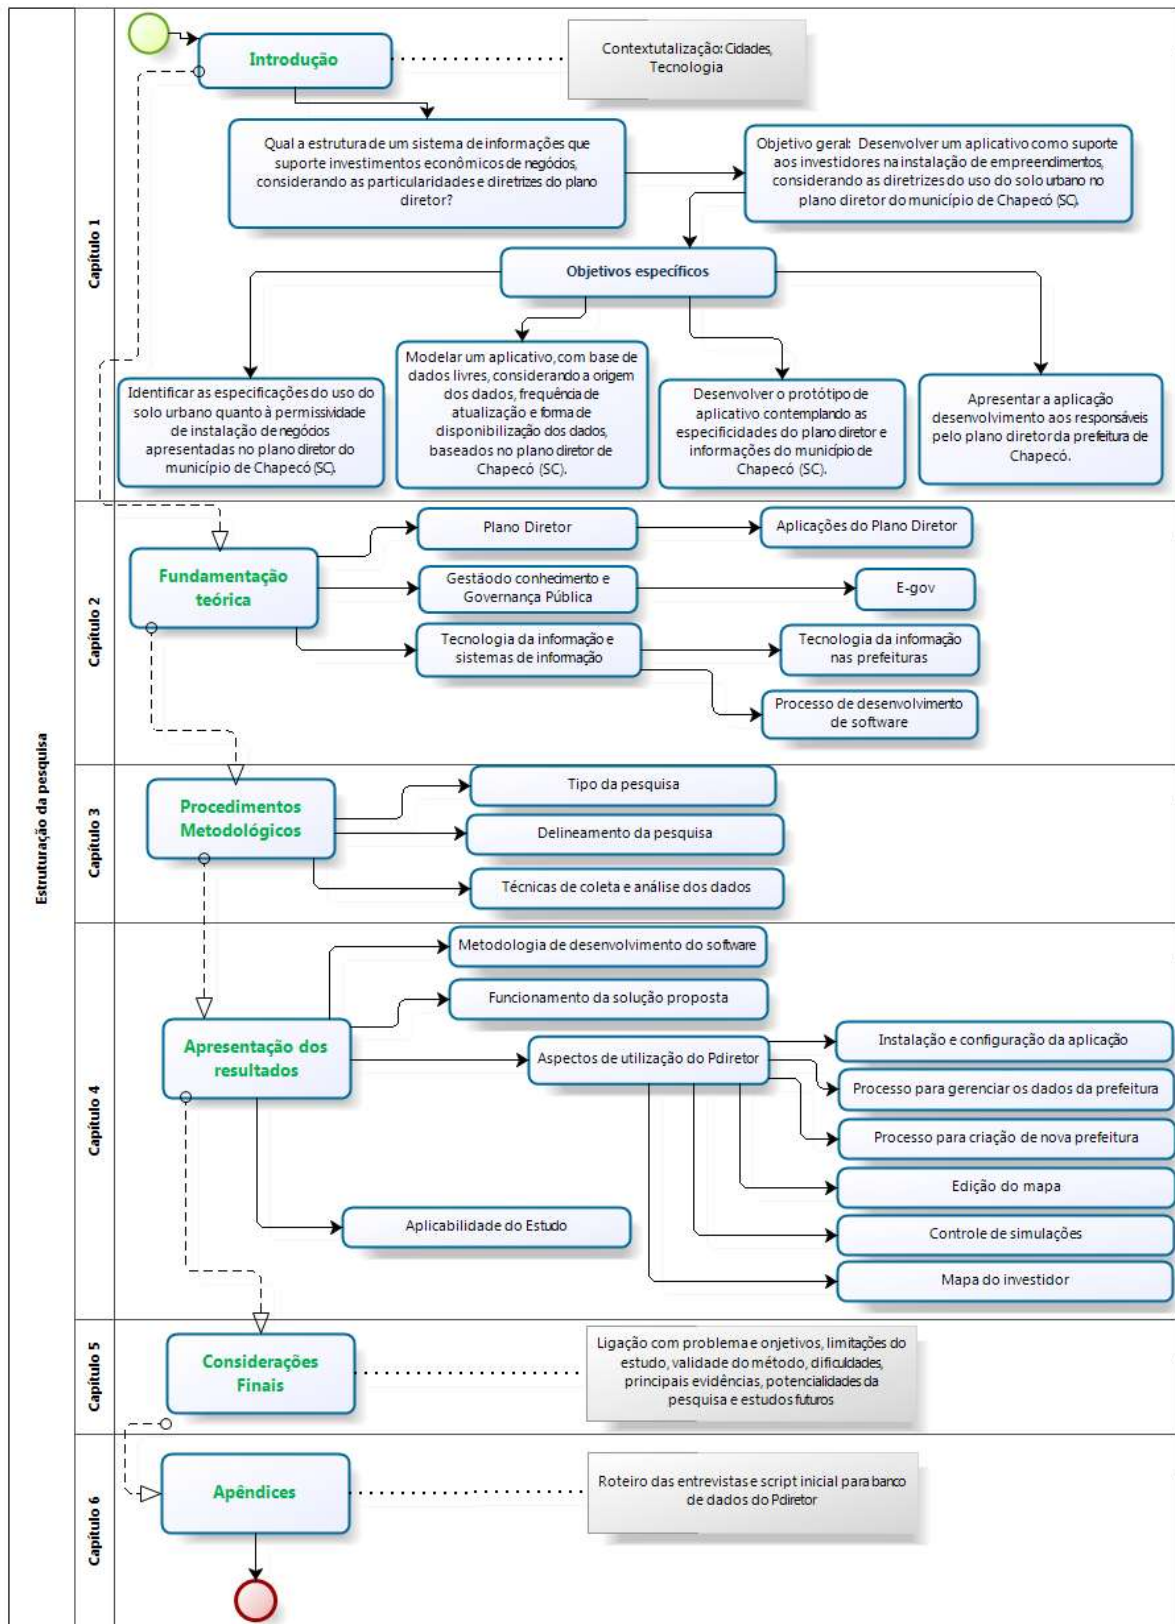 Estruturação da pesquisa
Capítulo 1
Introdução
Contextutalização: Cidades,
Tecnologia
Qual a estrutura de um sistema de informações que
suporte investimentos econômicos de negócios,
considerando as particularidades e diretrizes do plano
diretor?
Objetivo geral: Desenvolver um aplicativo como suporte
aos investidores na instalação de empreendimentos,
considerando as diretrizes do uso do solo urbano no
plano diretor do município de Chapecó (SC).
Objetivos específicos
Identificar as especificações do uso do
solo urbano quanto à permissividade
de instalação de negócios
apresentadas no plano diretor do
município de Chapecó (SC).
Modelar um aplicativo, com base de
dados livres, considerando a origem
dos dados, frequência de
atualização e forma de
disponibilização dos dados,
baseados no plano diretor de
Chapecó (SC).
Desenvolver o protótipo de
aplicativo contemplando as
especificidades do plano diretor e
informações do município de
Chapecó (SC).
Apresentar a aplicação
desenvolvimento aos responsáveis
pelo plano diretor da prefeitura de
Chapecó.
Capítulo 2
Fundamentação
teórica
Plano Diretor
Aplicações do Plano Diretor
Gestão do conhecimento e
Governança Pública
E-gov
Tecnologia da informação e
sistemas de informação
Tecnologia da informação
nas prefeituras
Processo de desenvolvimento
de software
Capítulo 3
Procedimentos
Metodológicos
Tipo da pesquisa
Delineamento da pesquisa
Técnicas de coleta e análise dos dados
Capítulo 4
Apresentação dos
resultados
Metodologia de desenvolvimento do software
Funcionamento da solução proposta
Aspectos de utilização do Pdiretor
Instalação e configuração da aplicação
Processo para gerenciar os dados da prefeitura
Processo para criação de nova prefeitura
Edição do mapa
Controle de simulações
Mapa do investidor
Aplicabilidade do Estudo
Capítulo 5
Considerações
Finais
Ligação com problema e onjetivos, limitações do
estudo, validade do método, dificuldades,
principais evidências, potencialidades da
pesquisa e estudos futuros
Capítulo 6
Apêndices
Roteiro das entrevistas e script inicial para banco
de dados do Pdiretor